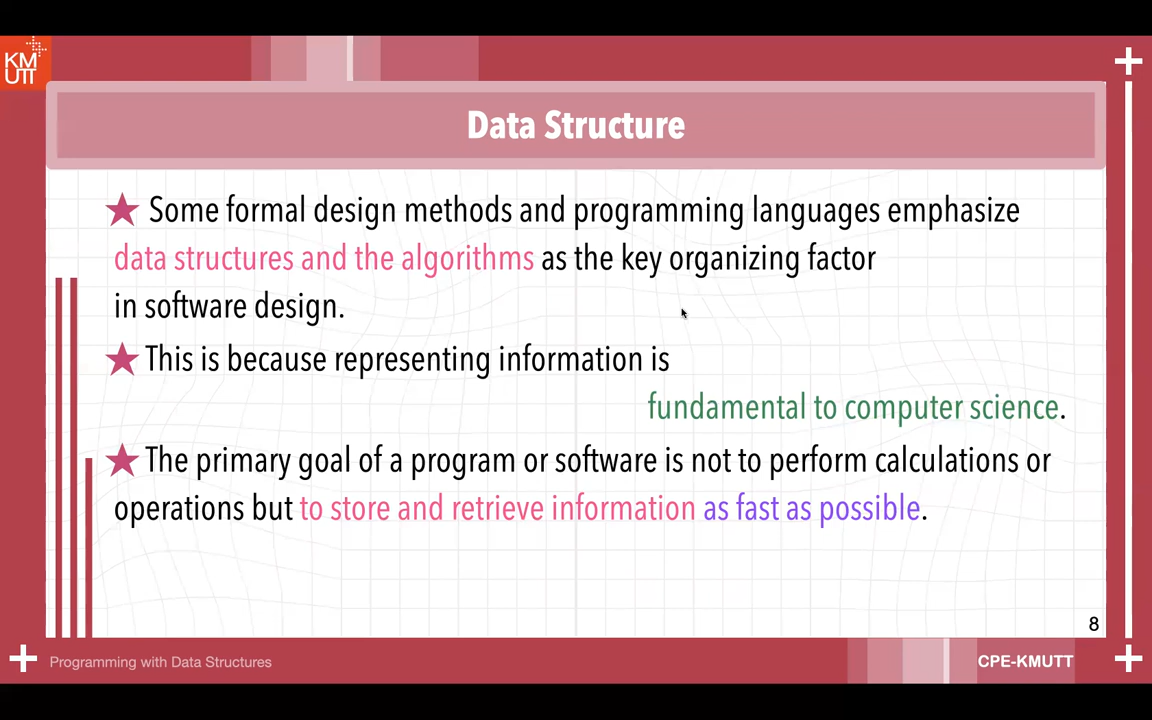 KM
UTT
Data Structure
Some formal design methods and programming languages emphasize
data structures and the algorithms as the key organizing factor
in software design.
This is because representing information is
fundamental to computer science.
The primary goal of a program or software is not to perform calculations or
operations but to store and retrieve information as fast as possible.
8
Programming with Data Structures
CPE-KMUTT